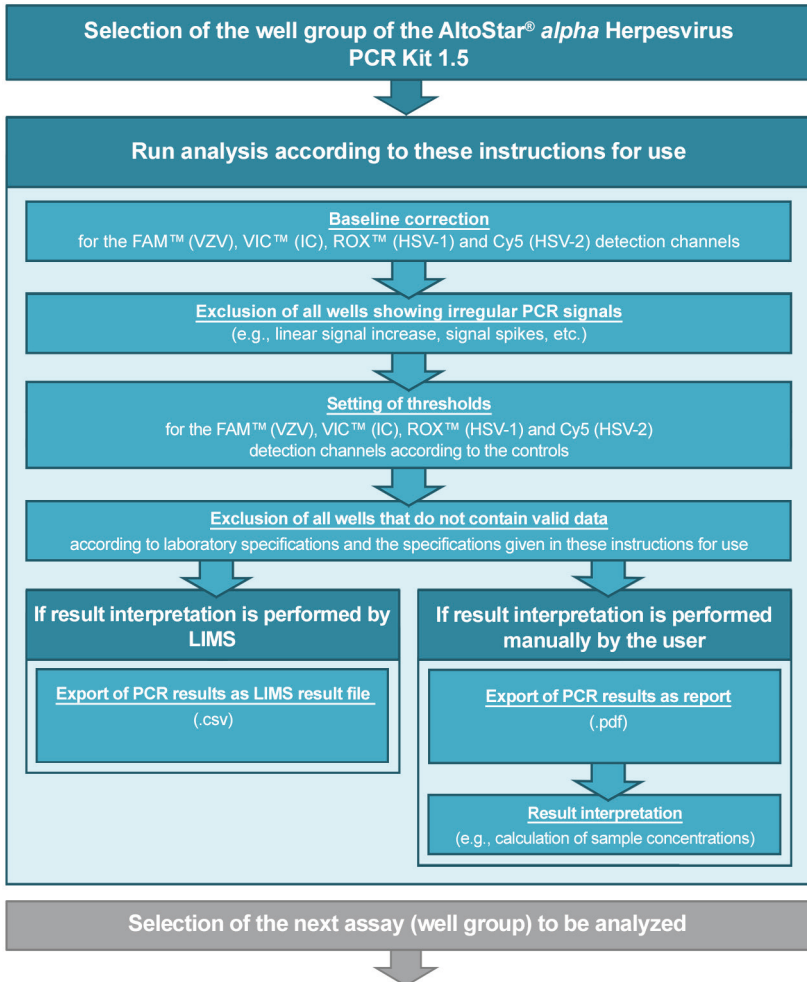 Selection of the well group of the AltoStar® alpha Herpesvirus
PCR Kit 1.5
Run analysis according to these instructions for use
Baseline correction
for the FAM™ (VZV), VIC™ (IC), ROX™ (HSV-1) and Cy5 (HSV-2) detection channels
Exclusion of all wells showing irregular PCR signals
(e.g., linear signal increase, signal spikes, etc.)
Setting of thresholds
for the FAM™ (VZV), VIC™ (IC), ROX™ (HSV-1) and Cy5 (HSV-2)
detection channels according to the controls
Exclusion of all wells that do not contain valid data
according to laboratory specifications and the specifications given in these instructions for use
If result interpretation is performed by
LIMS
Export of PCR results as LIMS result file
(.csv)
If result interpretation is performed
manually by the user
Export of PCR results as report
(.pdf)
Result interpretation
(e.g., calculation of sample concentrations)
Selection of the next assay (well group) to be analyzed